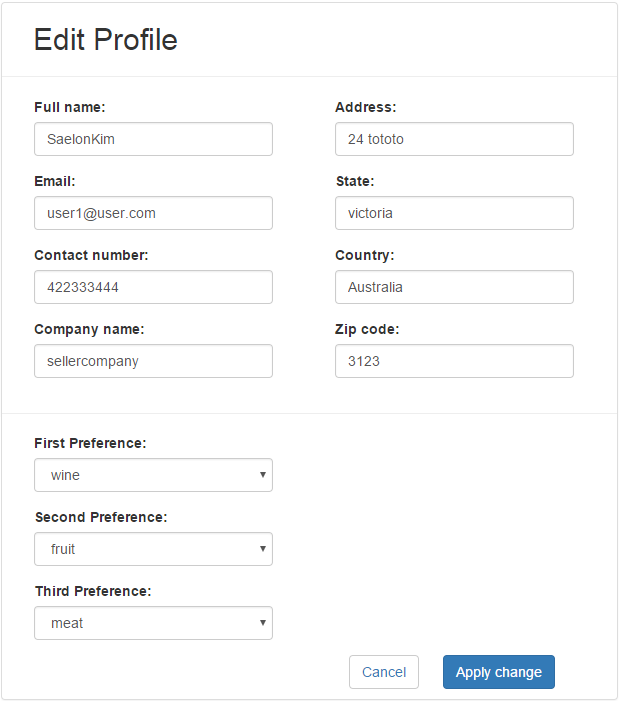 Edit Profile
Full name:
SaelonKim
Email:
user1@user.com
Contact number:
422333444
Company name:
sellercompany
Address:
24 tototo
State:
victoria
Country:
Australia
Zip code:
3123
First Preference:
wine
Second Preference:
fruit
Third Preference:
meat
Cancel
Apply change